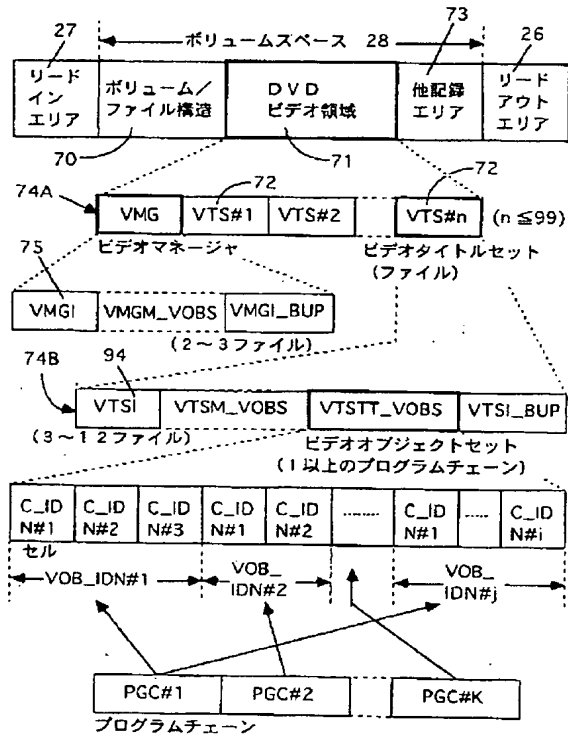 27
ボリュームスペース 28
73
26
リード
イン
エリア
ボリューム/
ファイル構造
DVD
ビデオ領域
他記録
エリア
リード
アウト
エリア
70
71
74A
72
72
VMG
VTS#1
VTS#2
VTS#n
(n≦99)
ビデオマネージャ
ビデオタイトルセット
(ファイル)
75
VMGI
VMGM_VOBS
VMGI_BUP
(2~3ファイル)
74B
94
VTSI
VTSM_VOBS
VTSTT_VOBS
VTSI_BUP
(3~12ファイル)
ビデオオブジェクトセット
(1以上のプログラムチェーン)
C_ID
N#1
C_ID
N#2
C_ID
N#3
C_ID
N#1
C_ID
N#2
........
C_ID
N#1
.....
C_ID
N#i
セル
VOB_IDN#1
VOB_
IDN#2
VOB_
IDN#j
PGC#1
PGC#2
PGC#K
プログラムチェーン